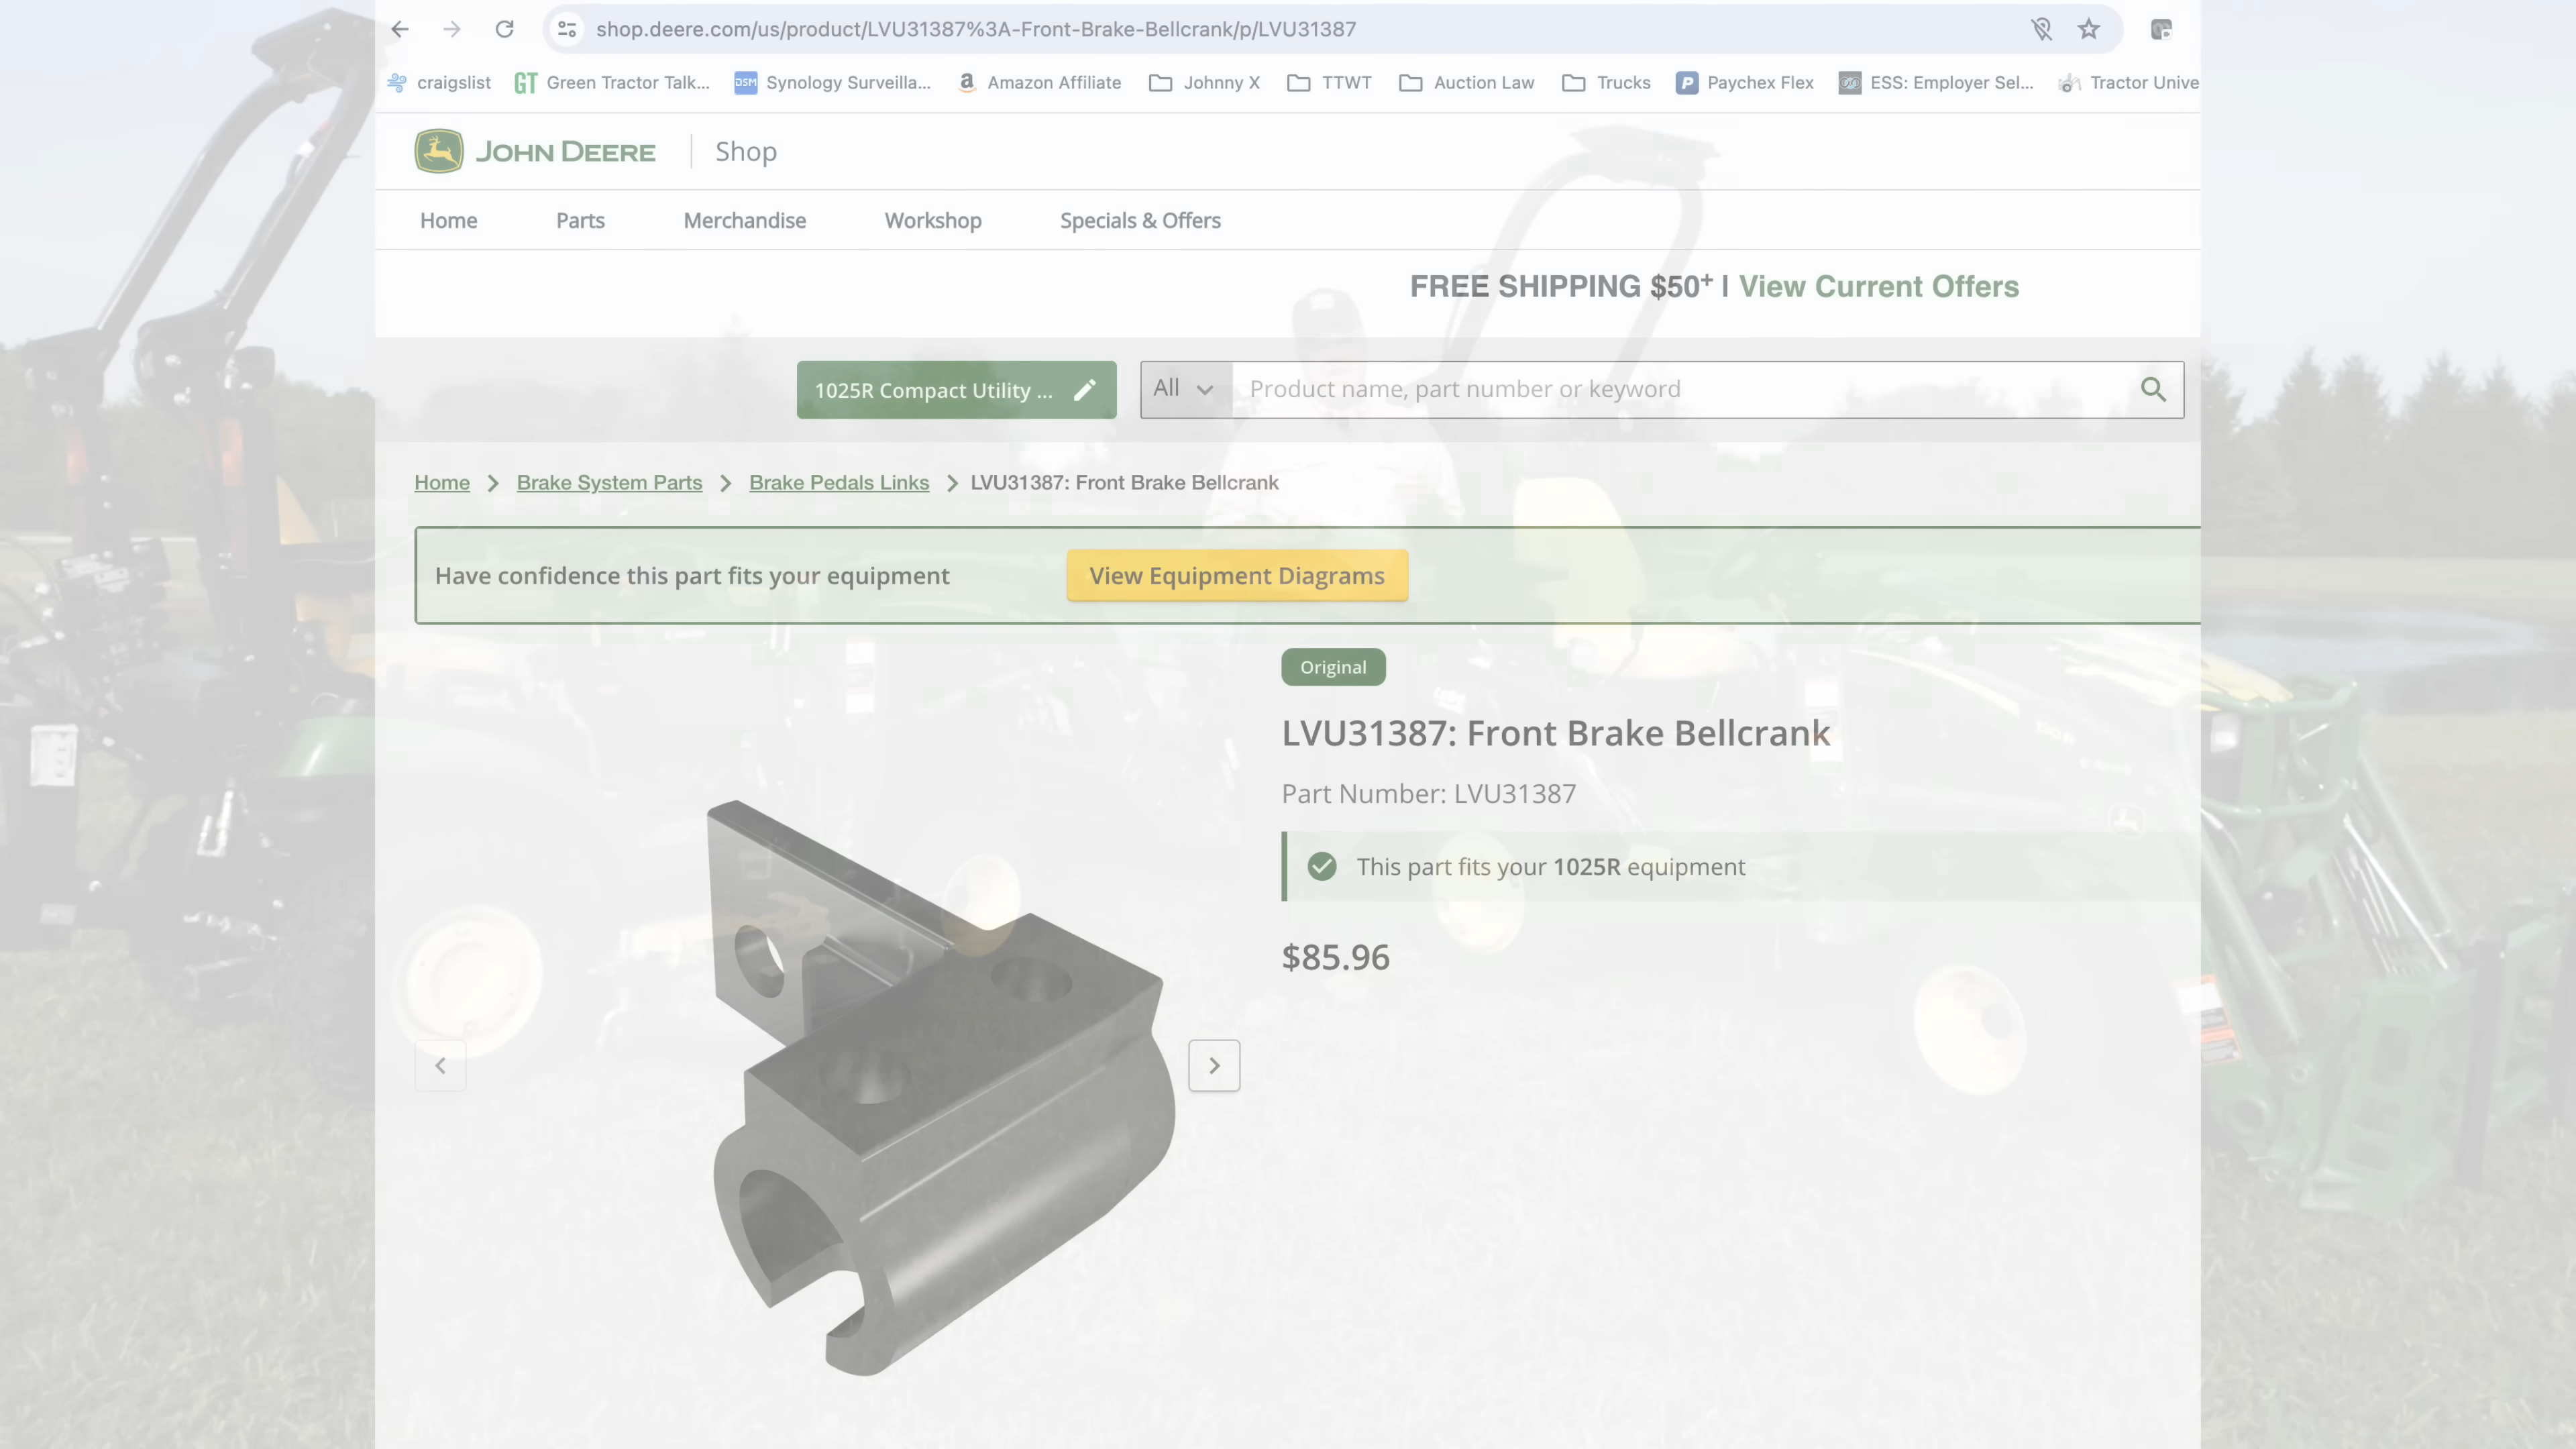 shop.deere.com/us/product/LVU31387%3A-Front-Brake-Bellcrank/p/LVU31387
craigslist GT Green Tractor Talk... DSM Synology Surveilla... a Amazon Affiliate Johnny X TTWT Auction Law Trucks P Paychex Flex ESS: Employer Sel... Tractor Unive
JOHN DEERE Shop
Home Parts Merchandise Workshop Specials & Offers
FREE SHIPPING $50+ | View Current Offers
1025R Compact Utility ... All Product name, part number or keyword
Home > Brake System Parts > Brake Pedals Links > LVU31387: Front Brake Bellcrank
Have confidence this part fits your equipment View Equipment Diagrams
Original
LVU31387: Front Brake Bellcrank
Part Number: LVU31387
This part fits your 1025R equipment
$85.96